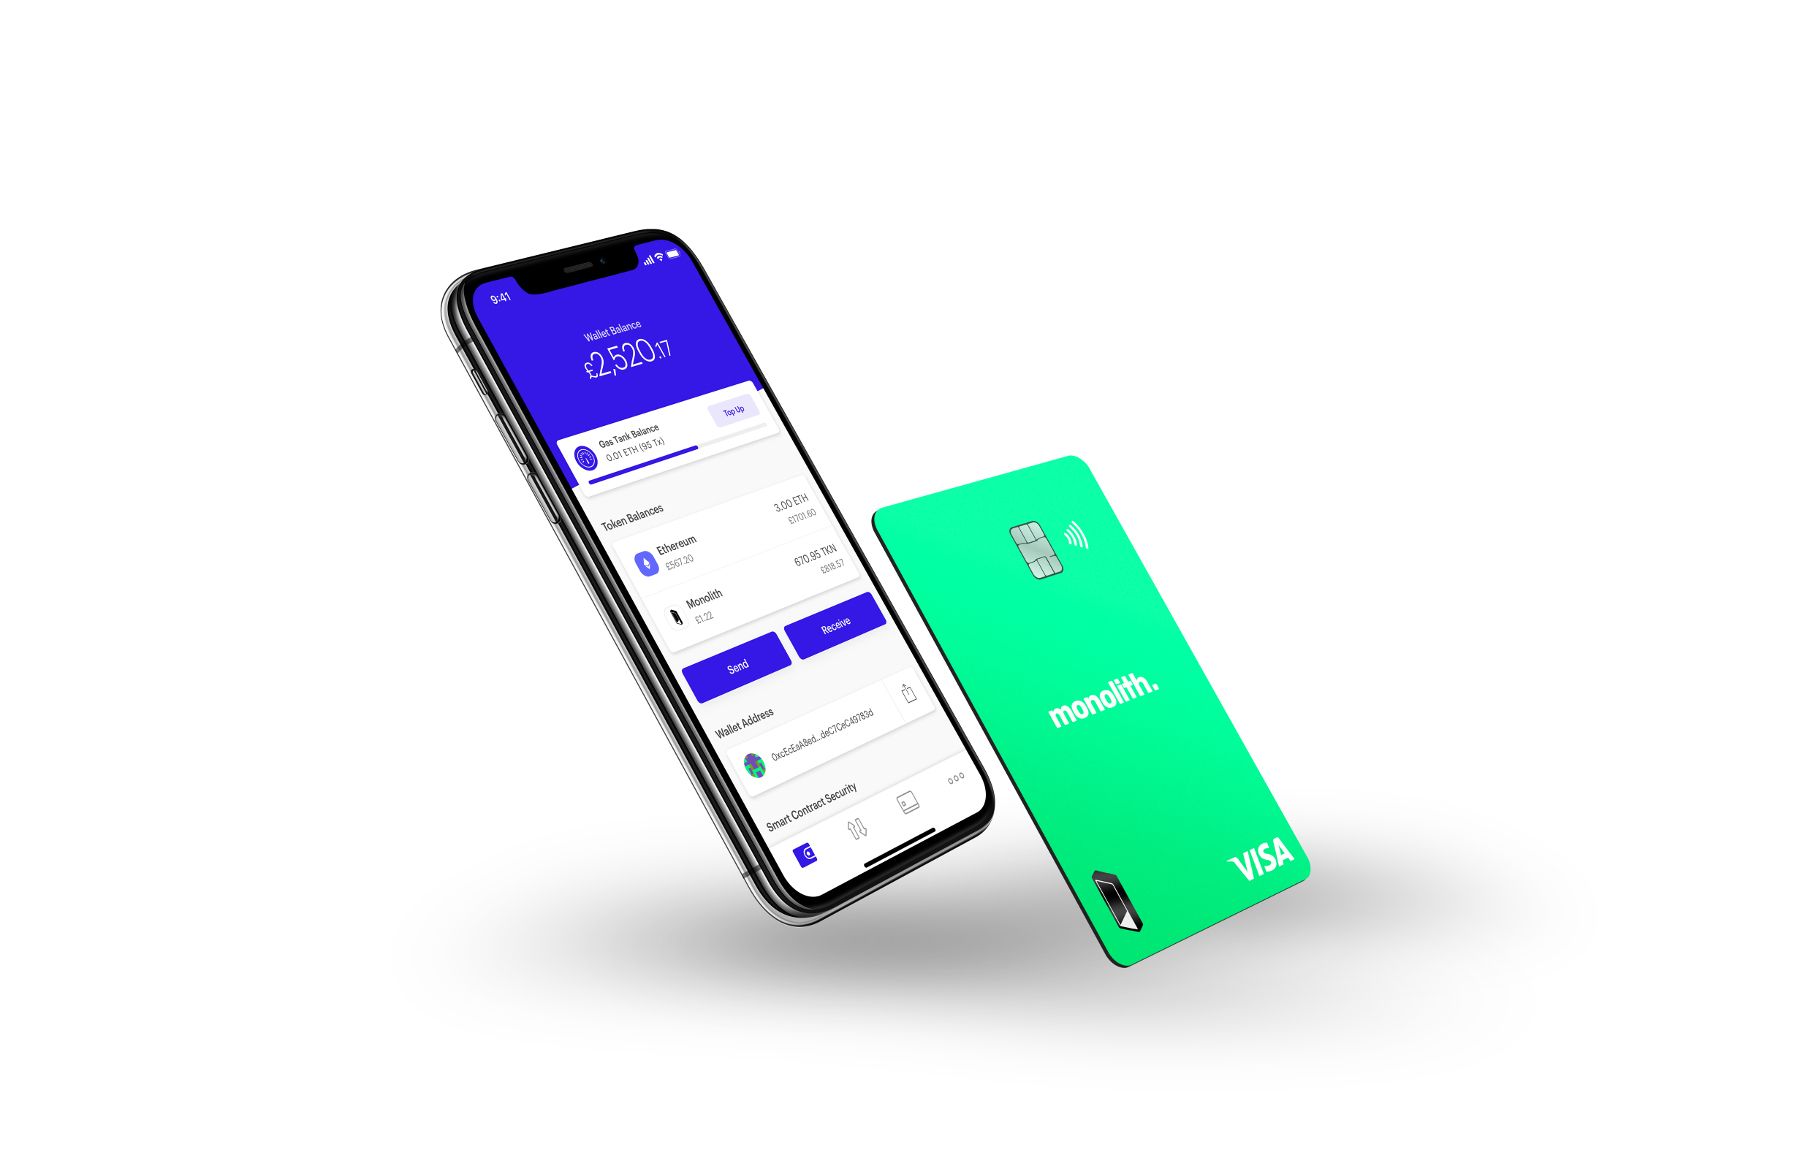 9:41
Wallet Balance
£2,520.17
Gas Tank Balance
0.01 ETH (95 Tx)
Top Up
Token Balances
Ethereum
£567.20
3.00 ETH
£1701.60
Monolith
£1.22
670.95 TKN
£818.57
Send
Receive
Wallet Address
0xcEcEaA8ed...deC7CeC49783d
Smart Contract Security
monolith.
VISA